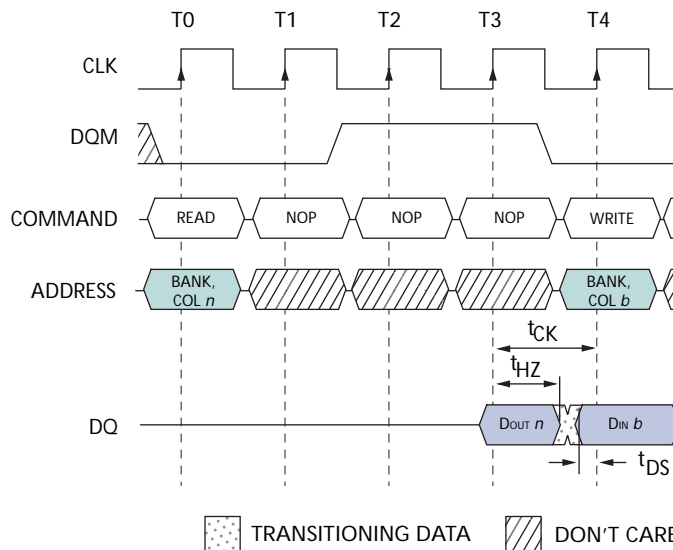 T0 T1 T2 T3 T4
CLK
DQM
COMMAND READ NOP NOP NOP WRITE
ADDRESS BANK, COL n BANK, COL b
tCK
tHZ
DQ DOUT n DIN b
tDS
TRANSITIONING DATA DON'T CARE